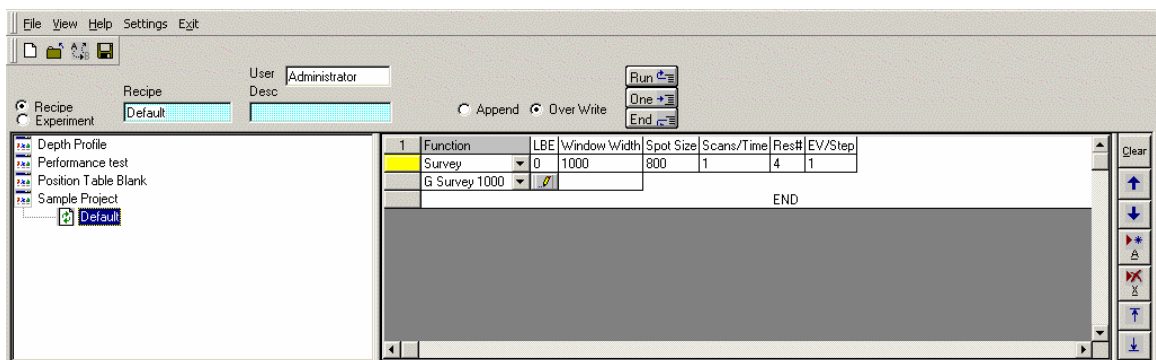 File View Help Settings Exit
User Administrator
Recipe Desc
Recipe
Experiment
Default
Append Over Write
Run
One
End
Depth Profile
Performance test
Position Table Blank
Sample Project
Default
1 Function LBE Window Width Spot Size Scans/Time Res# EV/Step
Survey 0 1000 800 1 4 1
G Survey 1000
END
Clear
A
X